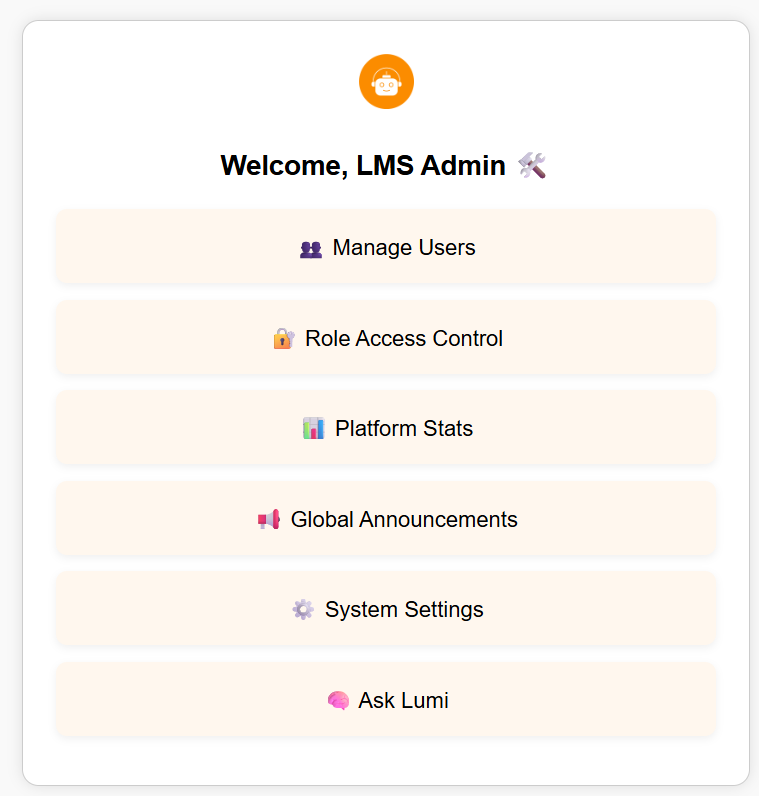 Welcome, LMS Admin 🛠️
👥 Manage Users
🔐 Role Access Control
📊 Platform Stats
📢 Global Announcements
⚙️ System Settings
🧠 Ask Lumi